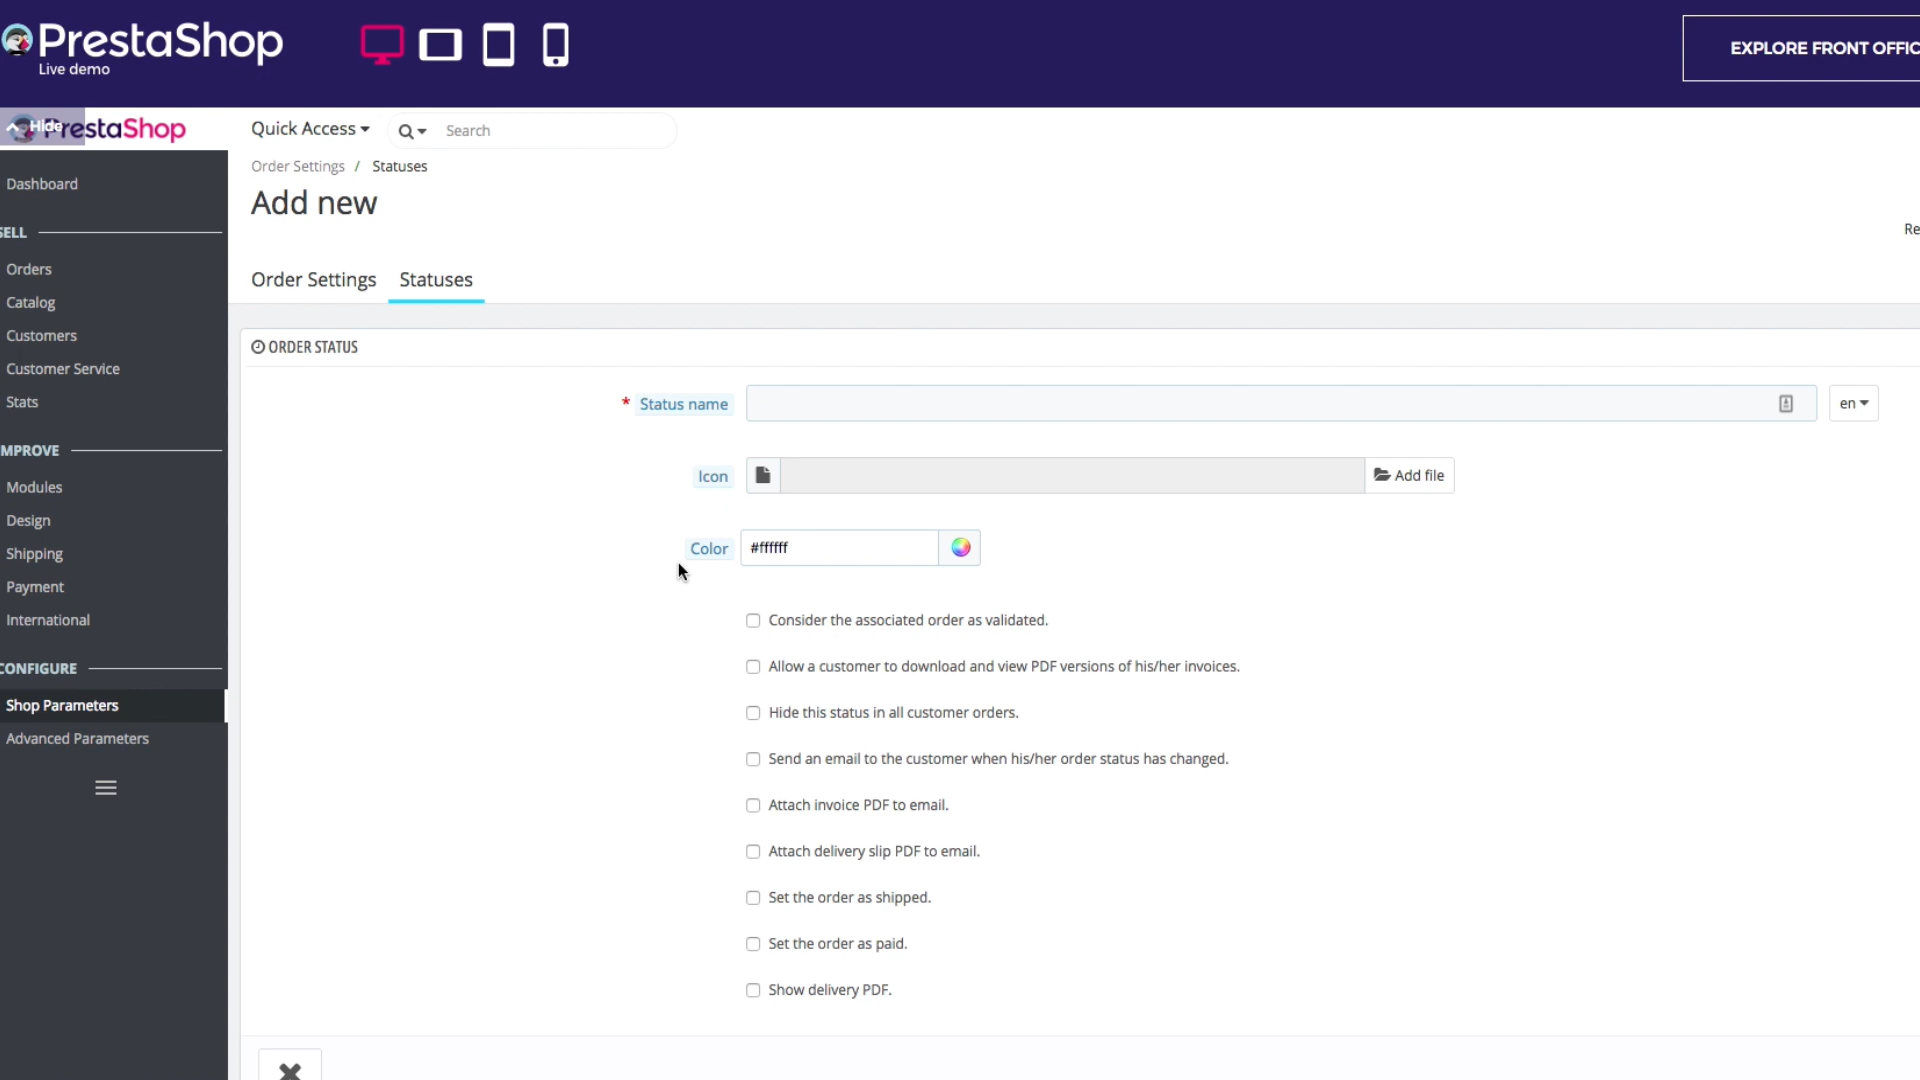 PrestaShop
Live demo
EXPLORE FRONT OFFIC
Hide
PrestaShop
Quick Access
Search
Order Settings / Statuses
Add new
Re
Order Settings
Statuses
Dashboard
SELL
Orders
Catalog
Customers
Customer Service
Stats
IMPROVE
Modules
Design
Shipping
Payment
International
CONFIGURE
Shop Parameters
Advanced Parameters
ORDER STATUS
* Status name
en
Icon
Add file
Color
#ffffff
Consider the associated order as validated.
Allow a customer to download and view PDF versions of his/her invoices.
Hide this status in all customer orders.
Send an email to the customer when his/her order status has changed.
Attach invoice PDF to email.
Attach delivery slip PDF to email.
Set the order as shipped.
Set the order as paid.
Show delivery PDF.